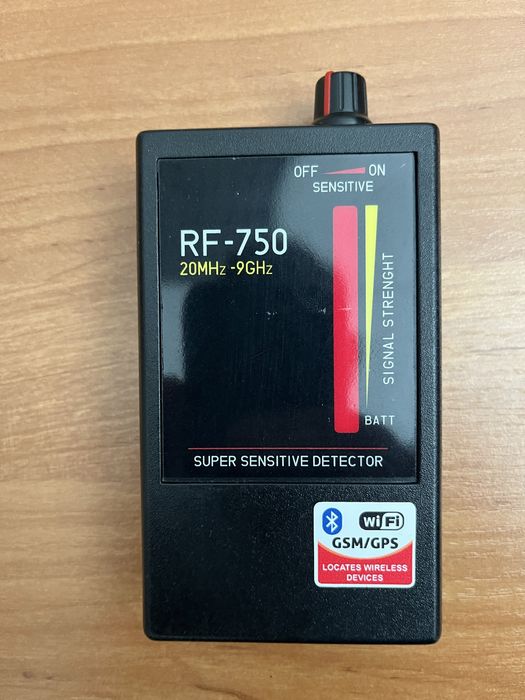 OFF ON
SENSITIVE
RF-750
20MHz -9GHz
SIGNAL STRENGHT
BATT
SUPER SENSITIVE DETECTOR
WiFi
GSM/GPS
LOCATES WIRELESS
DEVICES